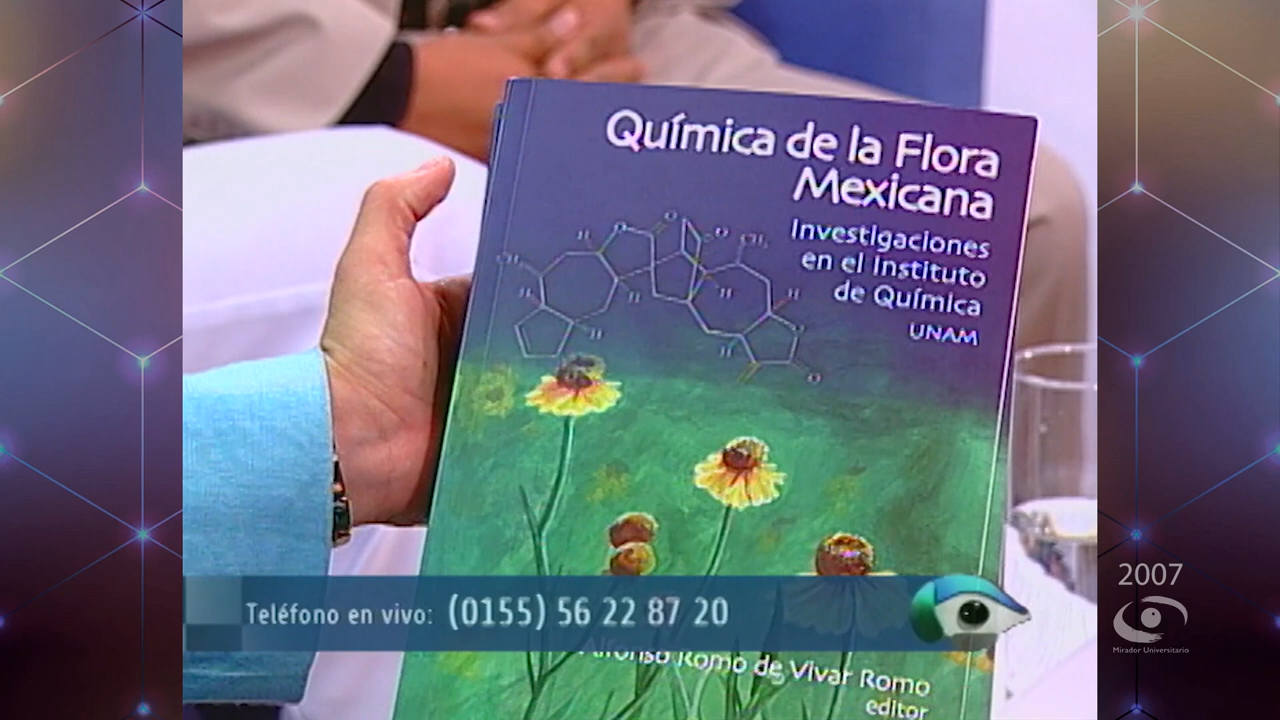 Química de la Flora
Mexicana
Investigaciones
en el Instituto
de Química
UNAM
Teléfono en vivo: (0155) 56 22 87 20
Alfonso Romo de Vivar Romo
editor
2007
Mirador Universitario